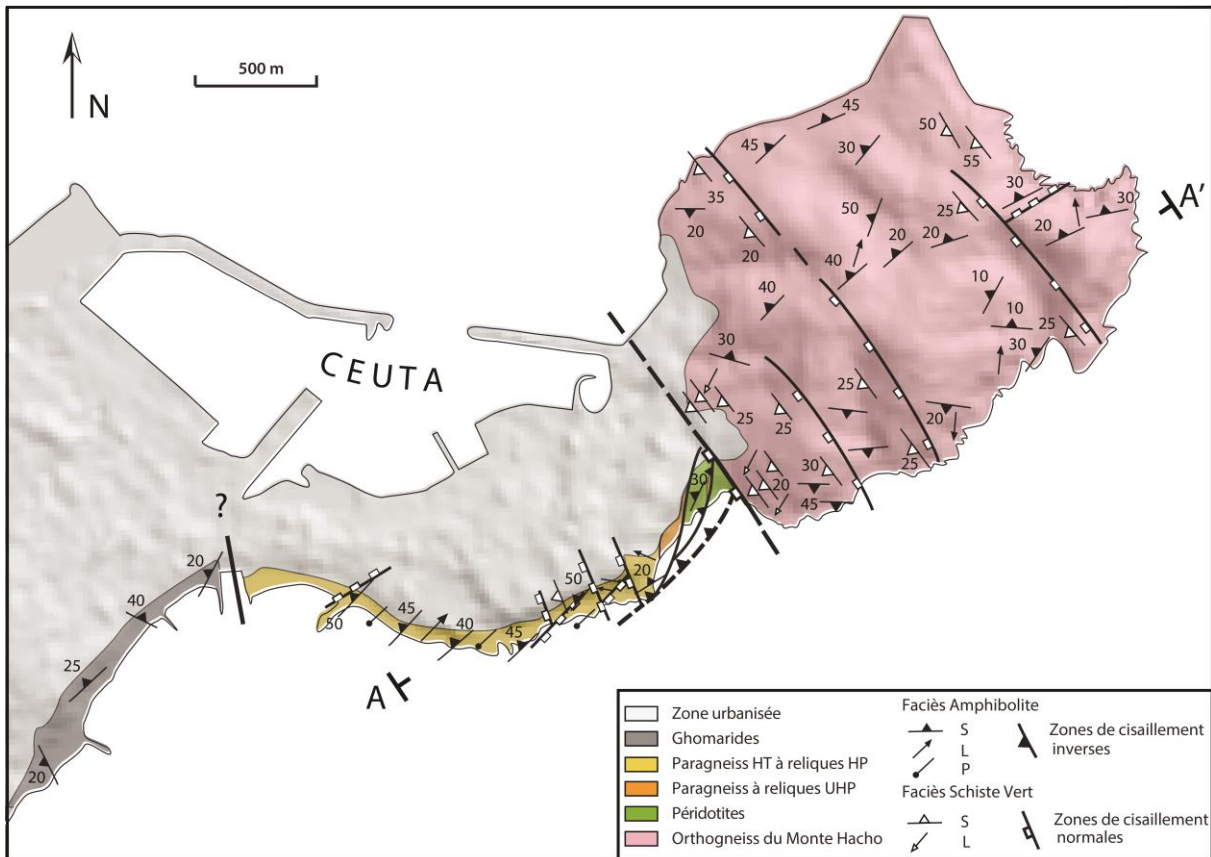 N
500 m
CEUTA
?
A
A'
45
45
30
50
55
35
20
50
30
30
25
20
20
20
20
40
40
10
10
25
30
30
25
20
25
25
25
30
20
45
30
20
50
20
50
45
40
45
20
40
25
20
Zone urbanisée
Ghomarides
Paragneiss HT à reliques HP
Paragneiss à reliques UHP
Péridotites
Orthogneiss du Monte Hacho
Faciès Amphibolite
S
L
P
Zones de cisaillement
inverses
Faciès Schiste Vert
S
L
Zones de cisaillement
normales